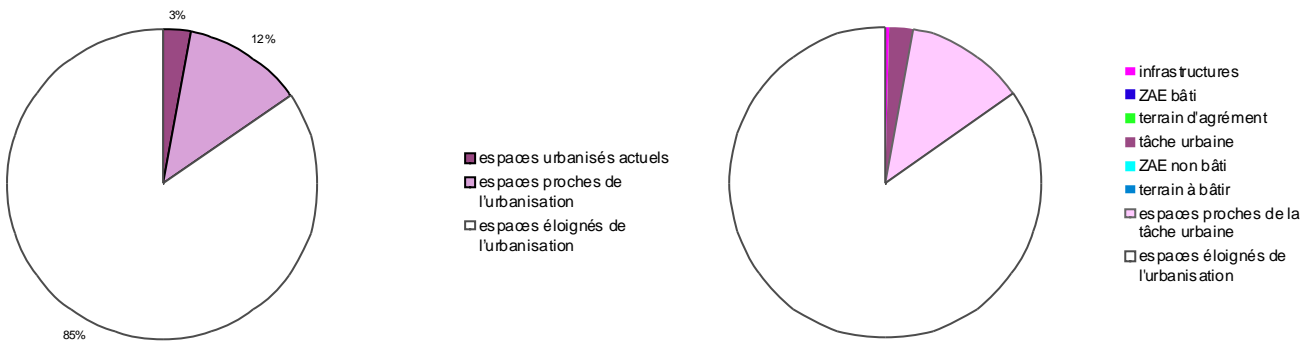 3%
12%
85%
espaces urbanisés actuels
espaces proches de
l'urbanisation
espaces éloignés de
l'urbanisation
infrastructures
ZAE bâti
terrain d'agrément
tâche urbaine
ZAE non bâti
terrain à bâtir
espaces proches de la
tâche urbaine
espaces éloignés de
l'urbanisation